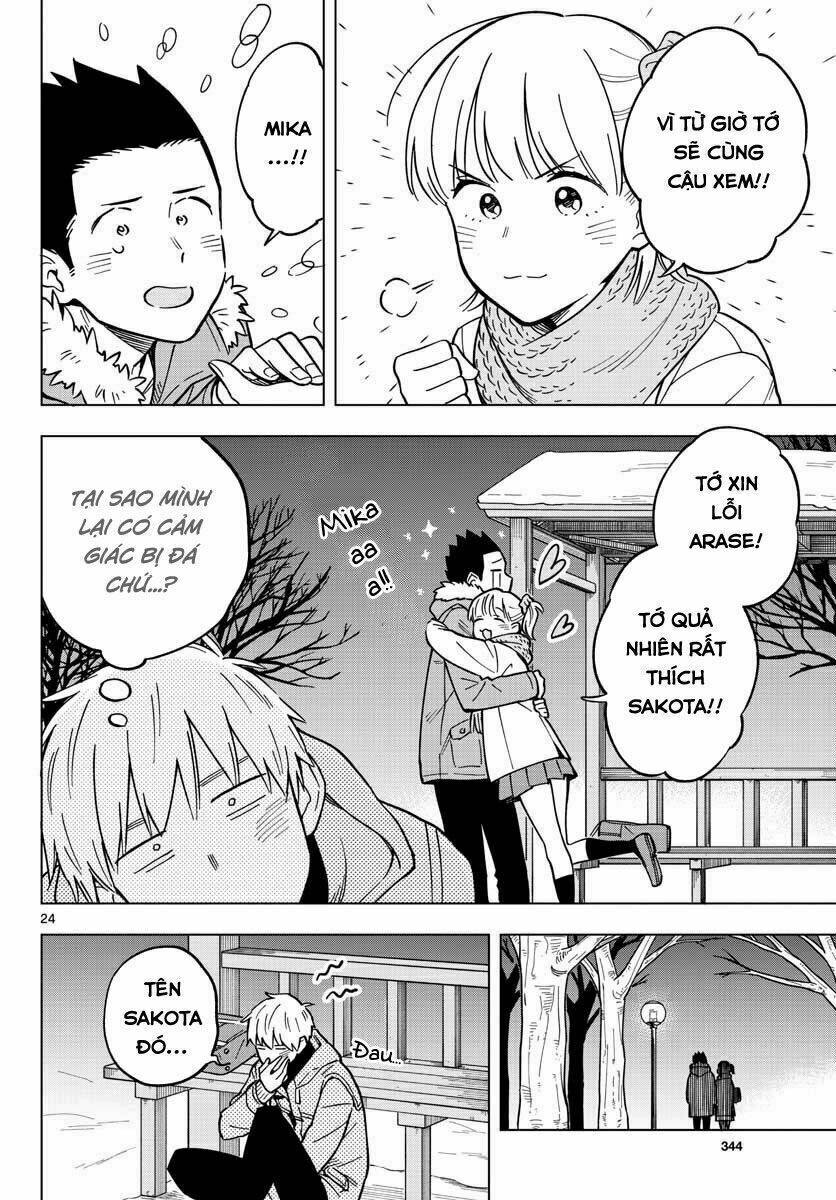 VÌ TỪ GIỜ TỚ
SẼ CÙNG
CẬU XEM!!
MIKA
...!!
TỚ XIN
LỖI
ARASE!
TỚ QUẢ
NHIÊN RẤT
THÍCH
SAKOTA!!
Mika
aa
a!!
TẠI SAO MÌNH
LẠI CÓ CẢM
GIÁC BỊ ĐÁ
CHỨ...?
24
344
TÊN
SAKOTA
ĐÓ...
Đau...